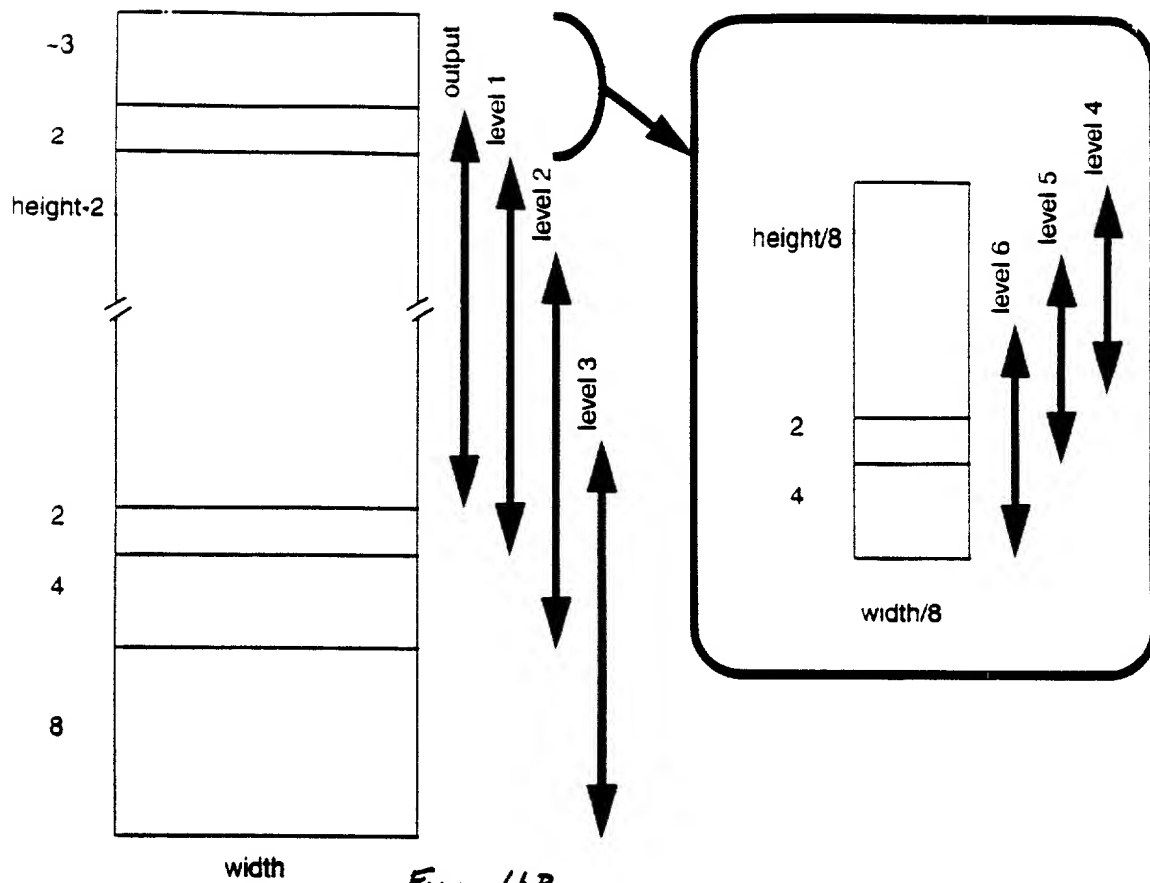 ~3
2
height-2
2
4
8
width
output
level 1
level 2
level 3
height/8
2
4
width/8
level 6
level 5
level 4